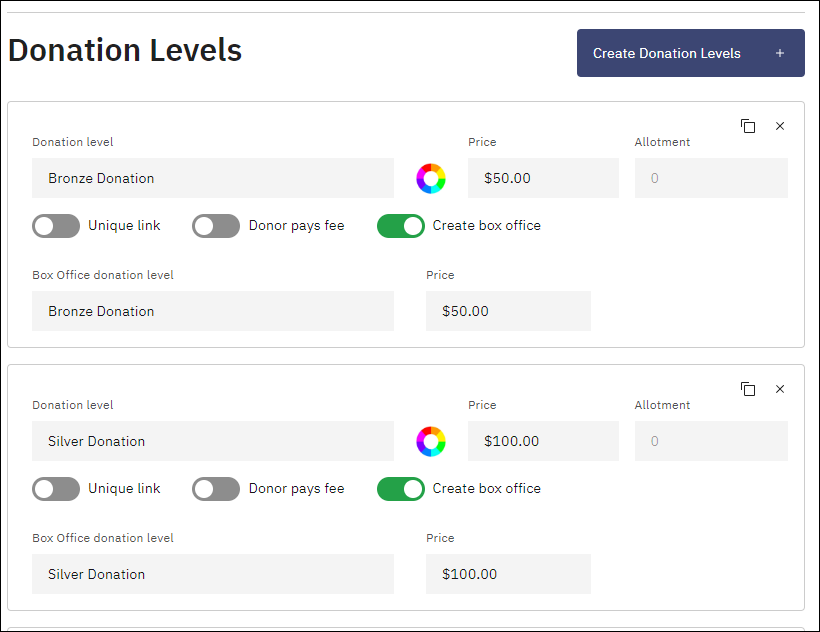 Donation Levels
Create Donation Levels +
Donation level Price Allotment
Bronze Donation $50.00 0
Unique link Donor pays fee Create box office
Box Office donation level Price
Bronze Donation $50.00
Donation level Price Allotment
Silver Donation $100.00 0
Unique link Donor pays fee Create box office
Box Office donation level Price
Silver Donation $100.00